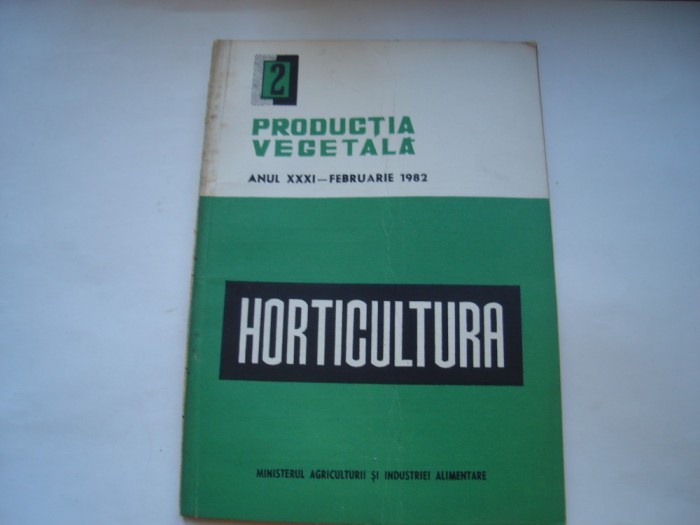 2
PRODUCȚIA
VEGETALĂ
ANUL XXXI — FEBRUARIE 1982
HORTICULTURA
MINISTERUL AGRICULTURII ȘI INDUSTRIEI ALIMENTARE